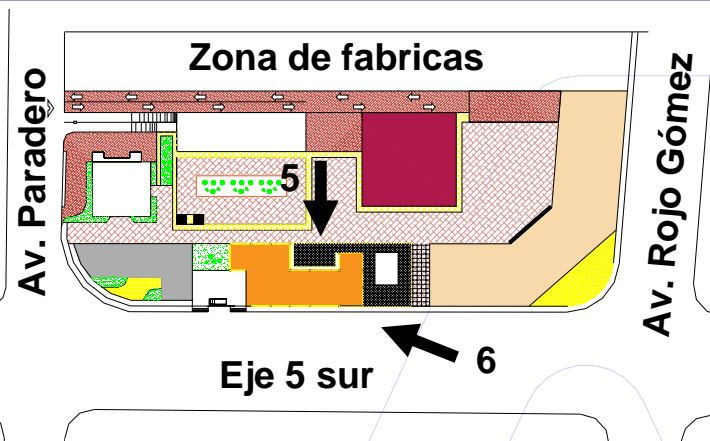 Zona de fabricas
Av. Paradero
Av. Rojo Gómez
5
6
Eje 5 sur